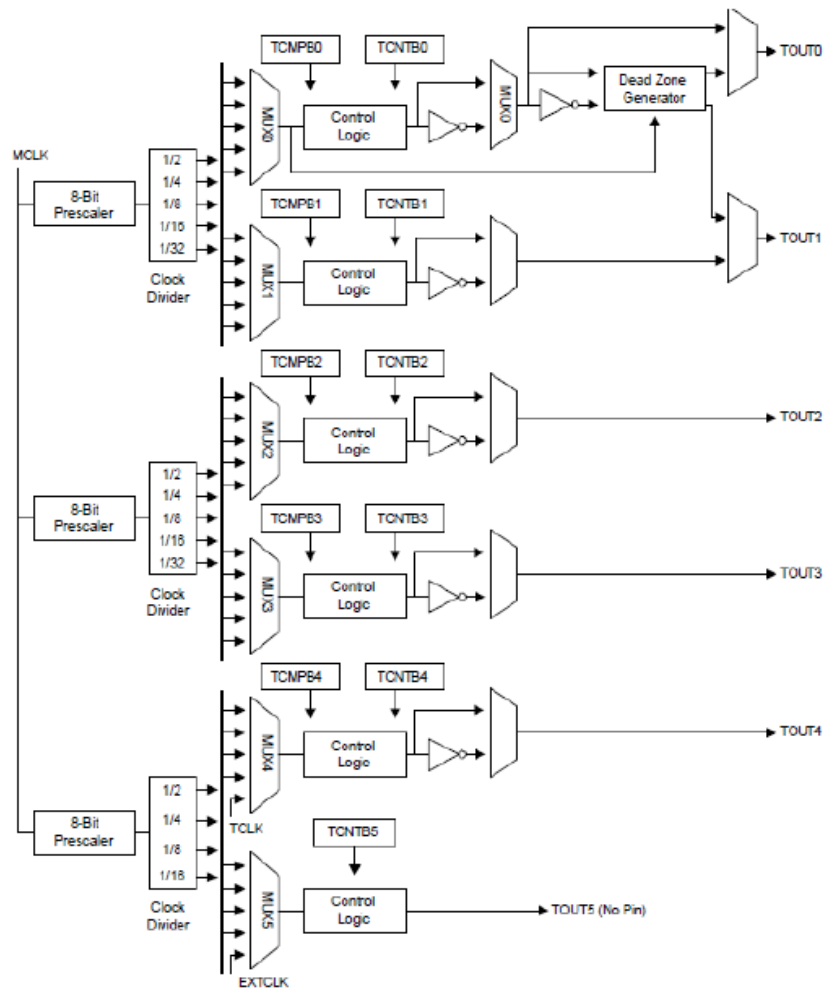 TCMPB0
TCNTB0
TOUT0
MUX0
Control
Logic
MUX0
Dead Zone
Generator
MCLK
8-Bit
Prescaler
1/2
1/4
1/8
1/16
1/32
Clock
Divider
TCMPB1
TCNTB1
TOUT1
MUX1
Control
Logic
TCMPB2
TCNTB2
TOUT2
MUX2
Control
Logic
8-Bit
Prescaler
1/2
1/4
1/8
1/16
1/32
Clock
Divider
TCMPB3
TCNTB3
TOUT3
MUX3
Control
Logic
TCMPB4
TCNTB4
TOUT4
MUX4
Control
Logic
TCLK
8-Bit
Prescaler
1/2
1/4
1/8
1/16
Clock
Divider
TCNTB5
MUX5
Control
Logic
TOUT5 (No Pin)
EXTCLK